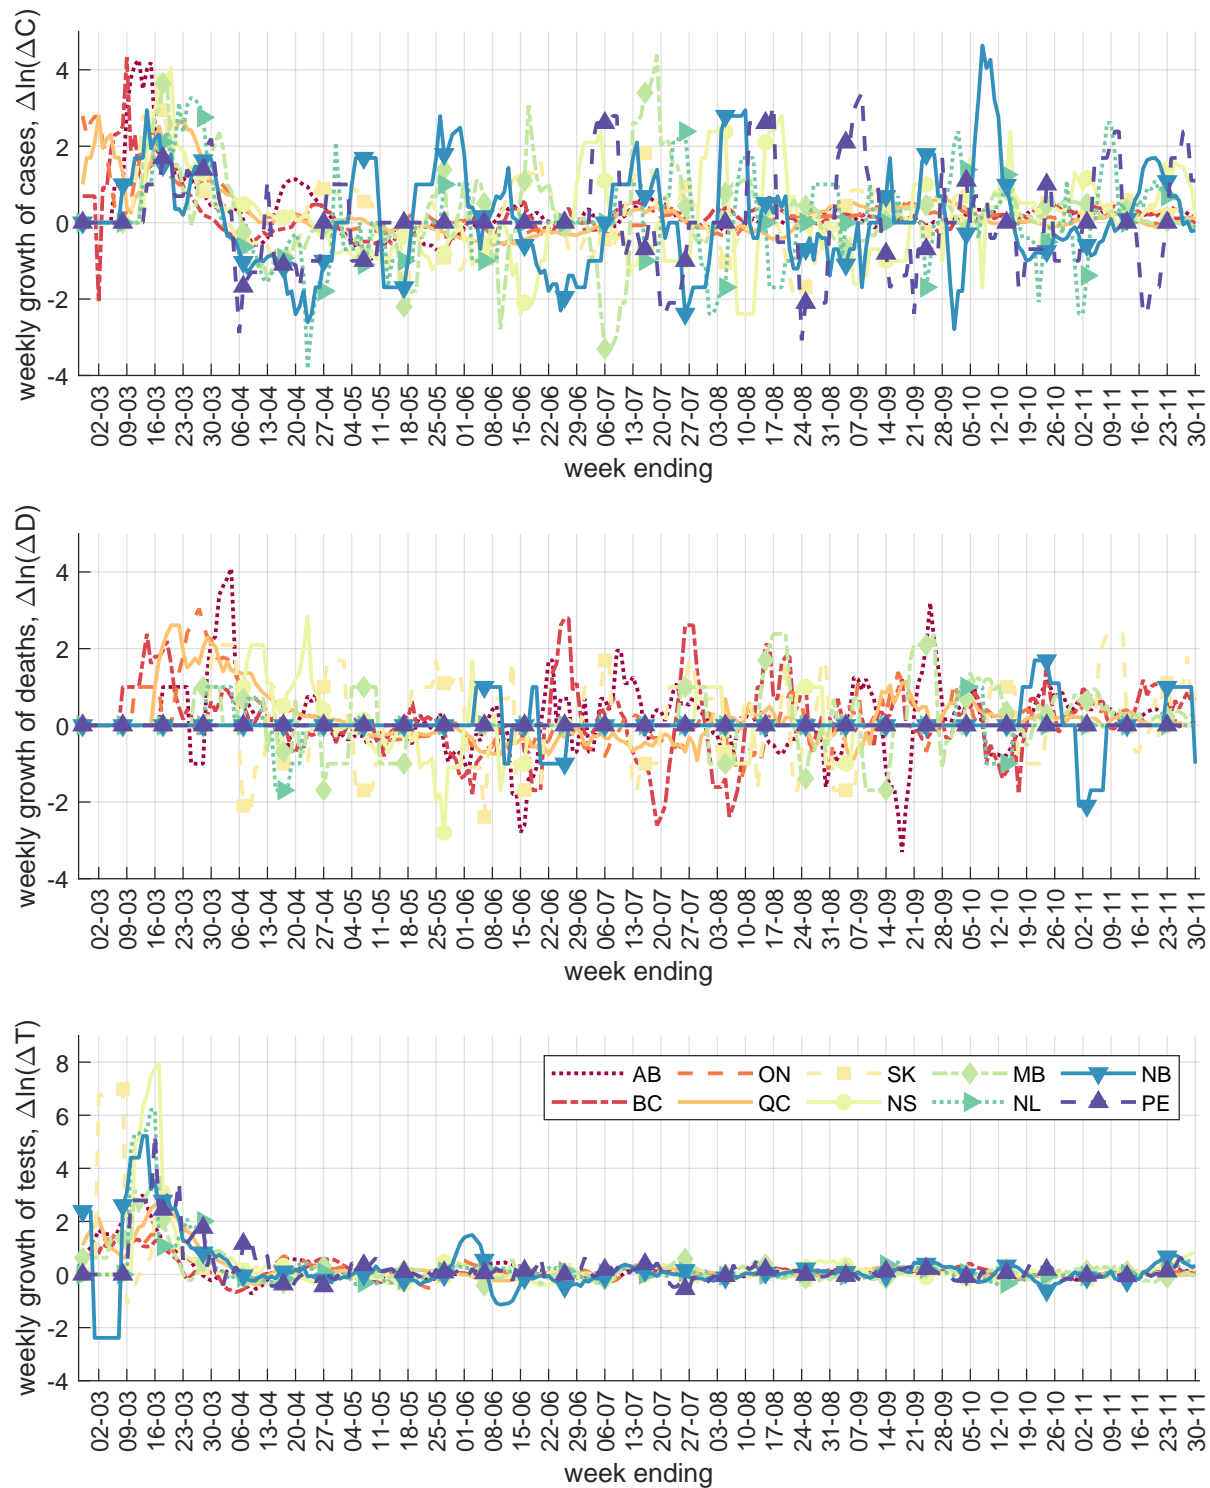 weekly growth of cases, Δln(ΔC)
4
2
0
-2
-4
02-03 09-03 16-03 23-03 30-03 06-04 13-04 20-04 27-04 04-05 11-05 18-05 25-05 01-06 08-06 15-06 22-06 29-06 06-07 13-07 20-07 27-07 03-08 10-08 17-08 24-08 31-08 07-09 14-09 21-09 28-09 05-10 12-10 19-10 26-10 02-11 09-11 16-11 23-11 30-11
week ending
weekly growth of deaths, Δln(ΔD)
4
2
0
-2
-4
02-03 09-03 16-03 23-03 30-03 06-04 13-04 20-04 27-04 04-05 11-05 18-05 25-05 01-06 08-06 15-06 22-06 29-06 06-07 13-07 20-07 27-07 03-08 10-08 17-08 24-08 31-08 07-09 14-09 21-09 28-09 05-10 12-10 19-10 26-10 02-11 09-11 16-11 23-11 30-11
week ending
weekly growth of tests, Δln(ΔT)
8
6
4
2
0
-2
-4
AB ON SK MB NB
BC QC NS NL PE
02-03 09-03 16-03 23-03 30-03 06-04 13-04 20-04 27-04 04-05 11-05 18-05 25-05 01-06 08-06 15-06 22-06 29-06 06-07 13-07 20-07 27-07 03-08 10-08 17-08 24-08 31-08 07-09 14-09 21-09 28-09 05-10 12-10 19-10 26-10 02-11 09-11 16-11 23-11 30-11
week ending